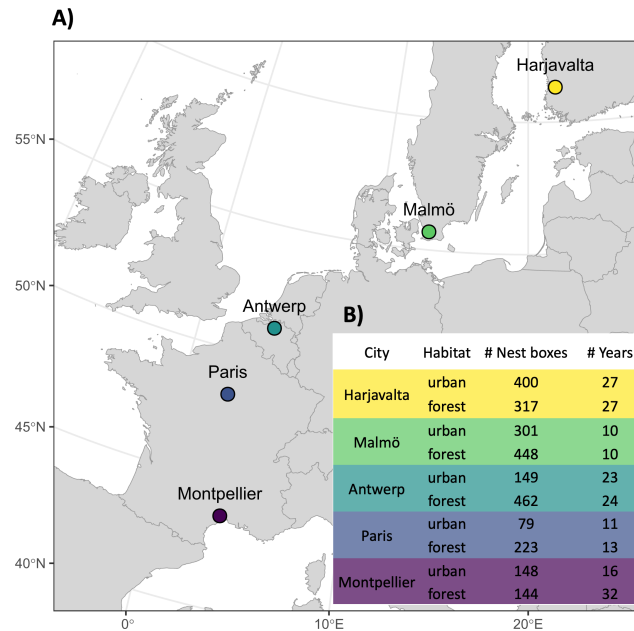 A)
Harjavalta
55°N
Malmö
50°N
Antwerp
Paris
45°N
Montpellier
40°N
0°
10°E
20°E
B)
City Habitat # Nest boxes # Years
Harjavalta
urban 400 27
forest 317 27
Malmö
urban 301 10
forest 448 10
Antwerp
urban 149 23
forest 462 24
Paris
urban 79 11
forest 223 13
Montpellier
urban 148 16
forest 144 32